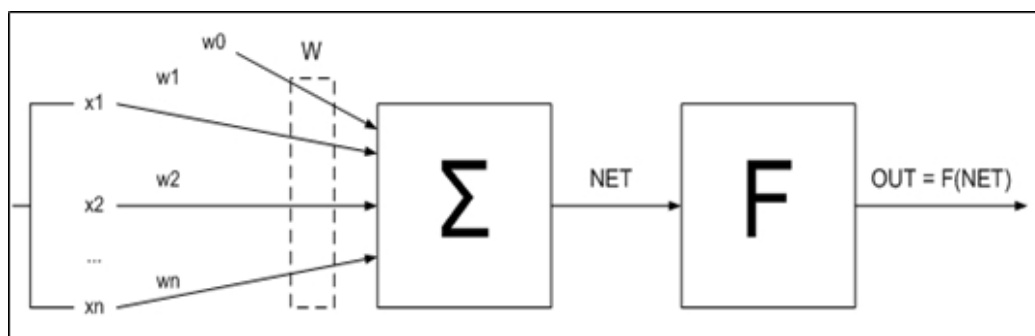 w0
W
w1
x1
w2
x2
...
wn
xn
Σ
NET
F
OUT = F(NET)